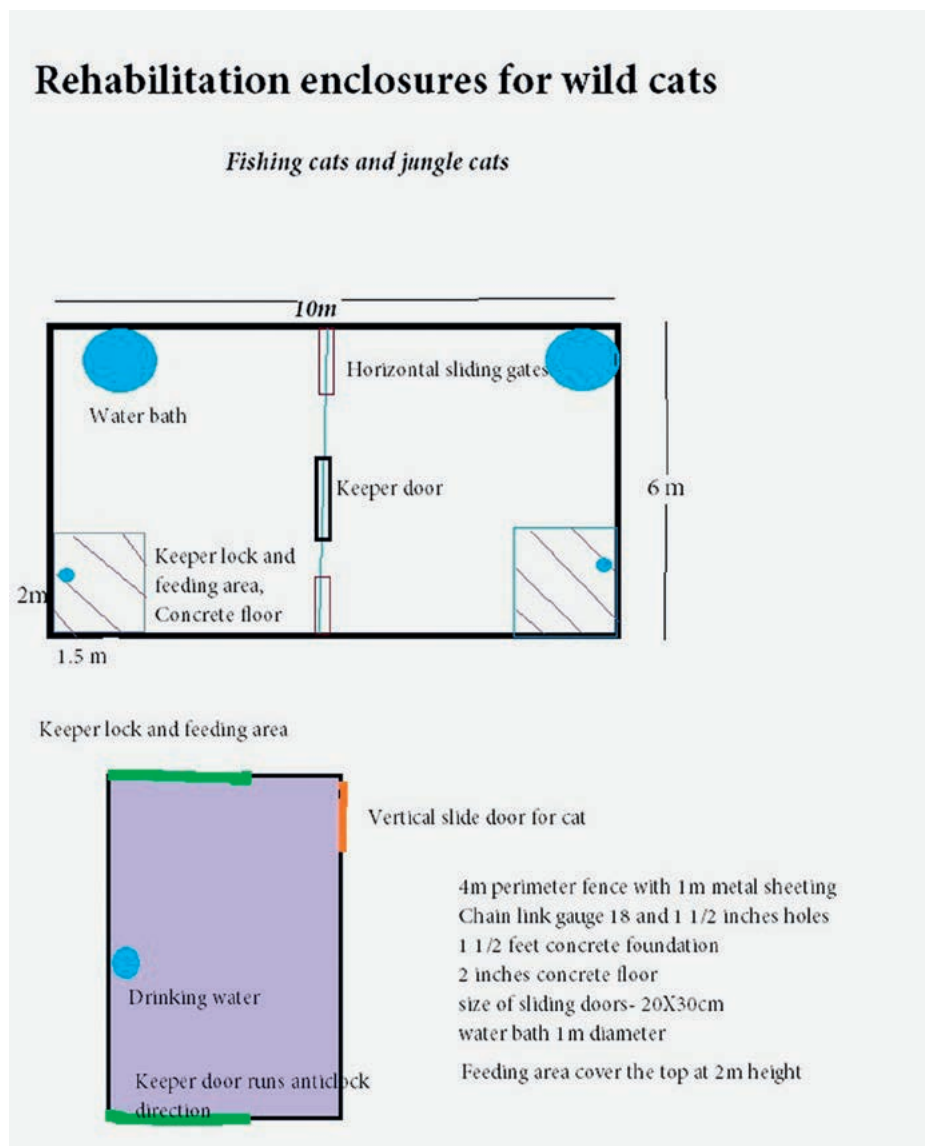 Rehabilitation enclosures for wild cats
Fishing cats and jungle cats
10m
Horizontal sliding gates
Water bath
Keeper door
6 m
Keeper lock and
feeding area,
Concrete floor
2m
1.5 m
Keeper lock and feeding area
Vertical slide door for cat
4m perimeter fence with 1m metal sheeting
Chain link gauge 18 and 1 1/2 inches holes
1 1/2 feet concrete foundation
2 inches concrete floor
size of sliding doors- 20X30cm
water bath 1m diameter
Feeding area cover the top at 2m height
Drinking water
Keeper door runs anticlock
direction